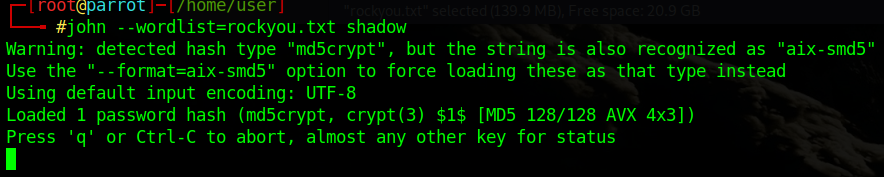 "rockyou.txt" selected (139.9 MB), Free space: 20.9 GB
[root@parrot]-[/home/user]
#john --wordlist=rockyou.txt shadow
Warning: detected hash type "md5crypt", but the string is also recognized as "aix-smd5"
Use the "--format=aix-smd5" option to force loading these as that type instead
Using default input encoding: UTF-8
Loaded 1 password hash (md5crypt, crypt(3) $1$ [MD5 128/128 AVX 4x3])
Press 'q' or Ctrl-C to abort, almost any other key for status